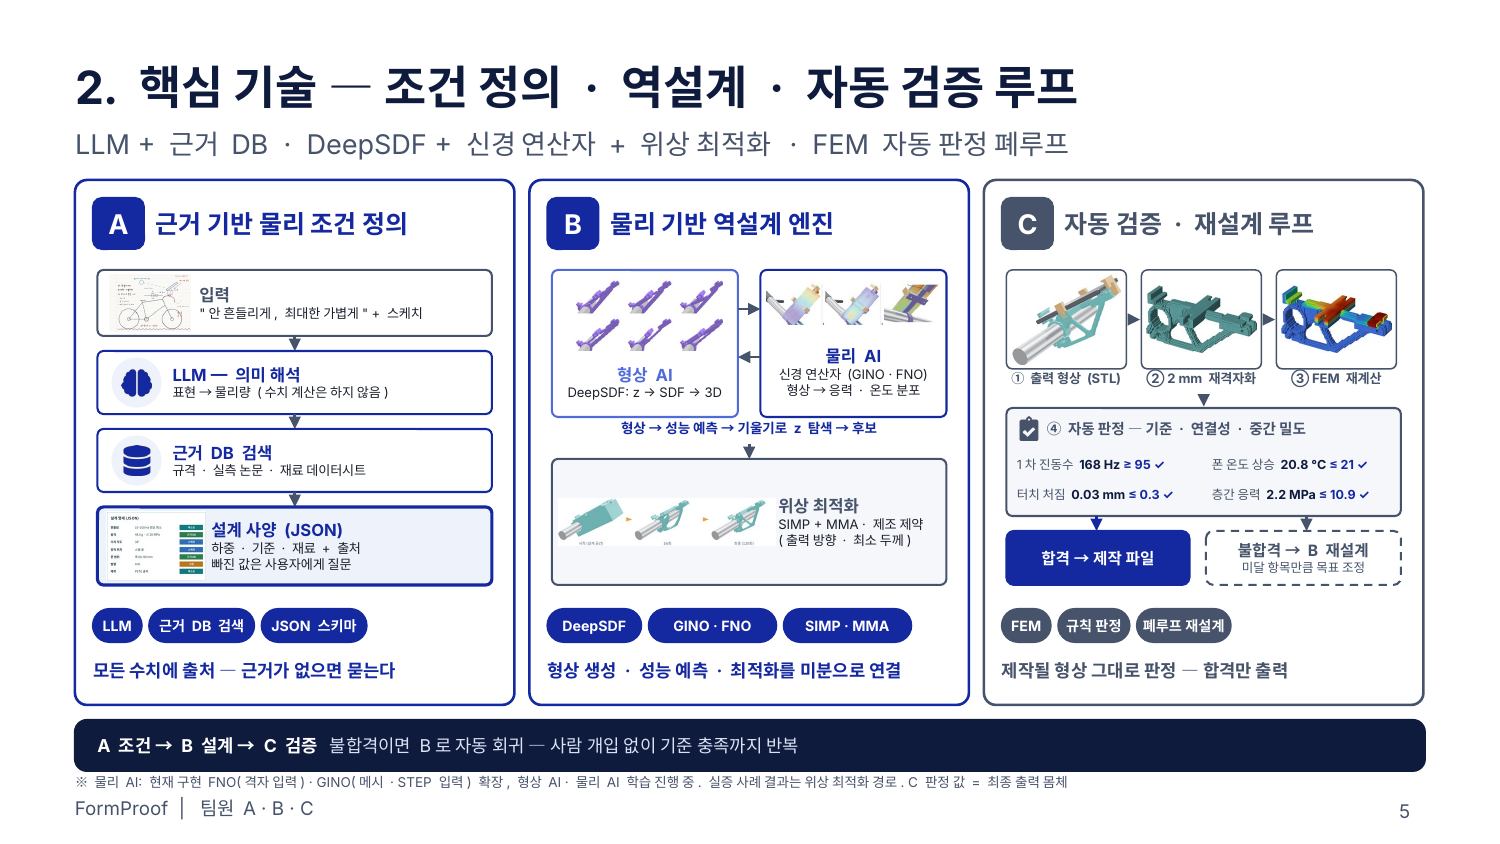 2. 핵심 기술 — 조건 정의 · 역설계 · 자동 검증 루프
LLM + 근거 DB · DeepSDF + 신경 연산자 + 위상 최적화 · FEM 자동 판정 폐루프
A 근거 기반 물리 조건 정의
입력
" 안 흔들리게 , 최대한 가볍게 " + 스케치
LLM — 의미 해석
표현 → 물리량 ( 수치 계산은 하지 않음 )
근거 DB 검색
규격 · 실측 논문 · 재료 데이터시트
설계 사양 (JSON)
하중 · 기준 · 재료 + 출처
빠진 값은 사용자에게 질문
LLM
근거 DB 검색
JSON 스키마
모든 수치에 출처 — 근거가 없으면 묻는다
B 물리 기반 역설계 엔진
형상 AI
DeepSDF: z → SDF → 3D
물리 AI
신경 연산자 (GINO · FNO)
형상 → 응력 · 온도 분포
형상 → 성능 예측 → 기울기로 z 탐색 → 후보
위상 최적화
SIMP + MMA · 제조 제약
( 출력 방향 · 최소 두께 )
DeepSDF
GINO · FNO
SIMP · MMA
형상 생성 · 성능 예측 · 최적화를 미분으로 연결
C 자동 검증 · 재설계 루프
① 출력 형상 (STL)
② 2 mm 재격자화
③ FEM 재계산
④ 자동 판정 — 기준 · 연결성 · 중간 밀도
1 차 진동수 168 Hz ≥ 95 ✓
폰 온도 상승 20.8 °C ≤ 21 ✓
터치 처짐 0.03 mm ≤ 0.3 ✓
층간 응력 2.2 MPa ≤ 10.9 ✓
합격 → 제작 파일
불합격 → B 재설계
미달 항목만큼 목표 조정
FEM
규칙 판정
폐루프 재설계
제작될 형상 그대로 판정 — 합격만 출력
A 조건 → B 설계 → C 검증 불합격이면 B 로 자동 회귀 — 사람 개입 없이 기준 충족까지 반복
※ 물리 AI: 현재 구현 FNO( 격자 입력 ) · GINO( 메시 · STEP 입력 ) 확장 , 형상 AI · 물리 AI 학습 진행 중 . 실증 사례 결과는 위상 최적화 경로 . C 판정 값 = 최종 출력 몸체
FormProof | 팀원 A · B · C
5